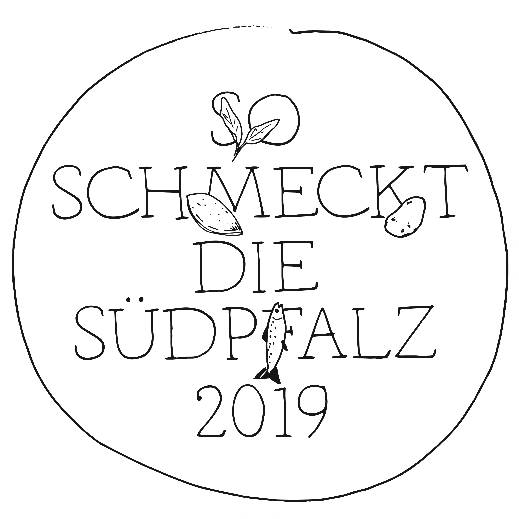 SO
SCHMECKT
DIE
SÜDPFALZ
2019